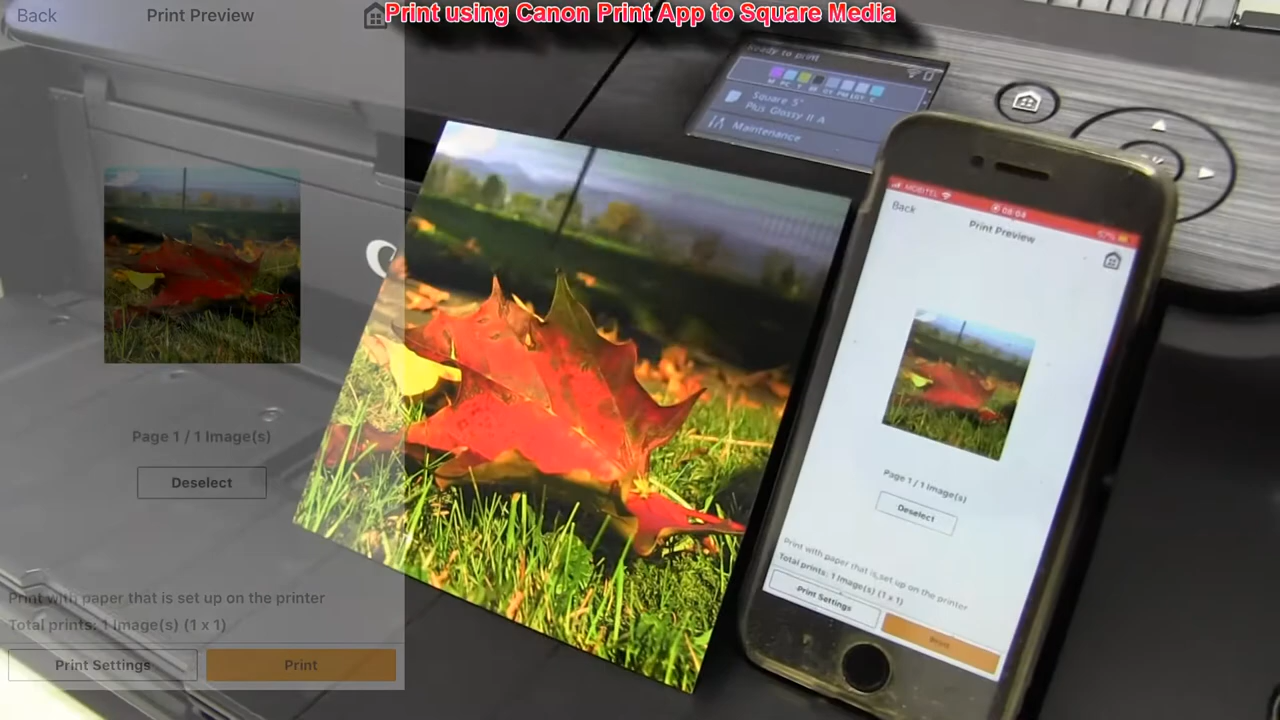 Print using Canon Print App to Square Media
Back
Print Preview
Page 1 / 1 Image(s)
Deselect
Print with paper that is set up on the printer
Total prints: 1 Image(s) (1 x 1)
Print Settings
Print
C
Ready to print
Square 5"
Plus Glossy II A
Maintenance
MOBITEL
Back
Print Preview
Page 1 / 1 Image(s)
Deselect
Print with paper that is set up on the printer
Total prints: 1 Image(s) (1 x 1)
Print Settings
Print